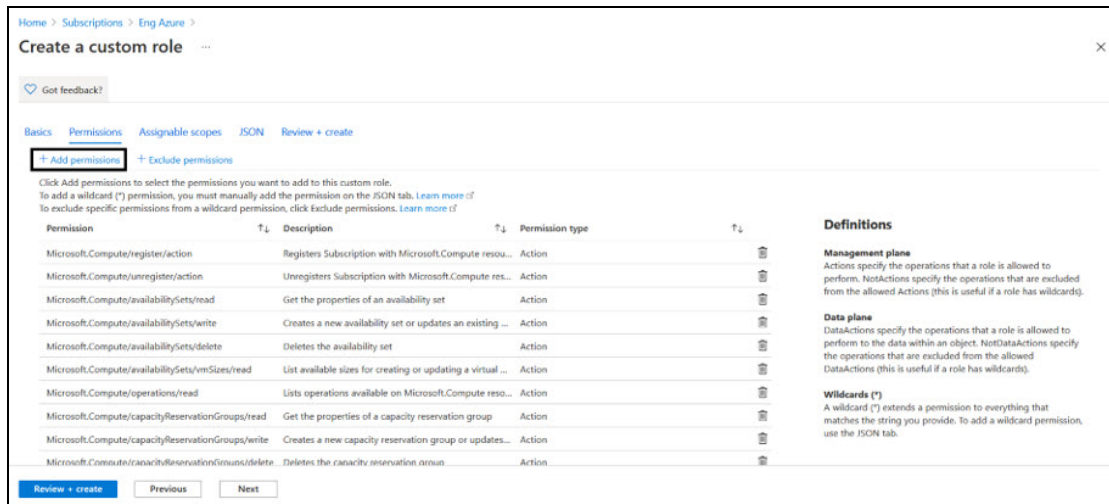 Home > Subscriptions > Eng Azure >
Create a custom role ...
Got feedback?
Basics Permissions Assignable scopes JSON Review + create
+ Add permissions + Exclude permissions
Click Add permissions to select the permissions you want to add to this custom role.
To add a wildcard (*) permission, you must manually add the permission on the JSON tab. Learn more
To exclude specific permissions from a wildcard permission, click Exclude permissions. Learn more
Permission ↑↓ Description ↑↓ Permission type ↑↓
Microsoft.Compute/register/action Registers Subscription with Microsoft.Compute resou... Action
Microsoft.Compute/unregister/action Unregisters Subscription with Microsoft.Compute res... Action
Microsoft.Compute/availabilitySets/read Get the properties of an availability set Action
Microsoft.Compute/availabilitySets/write Creates a new availability set or updates an existing ... Action
Microsoft.Compute/availabilitySets/delete Deletes the availability set Action
Microsoft.Compute/availabilitySets/vmSizes/read List available sizes for creating or updating a virtual ... Action
Microsoft.Compute/operations/read Lists operations available on Microsoft.Compute reso... Action
Microsoft.Compute/capacityReservationGroups/read Get the properties of a capacity reservation group Action
Microsoft.Compute/capacityReservationGroups/write Creates a new capacity reservation group or updates... Action
Microsoft.Compute/capacityReservationGroups/delete Deletes the capacity reservation group Action
Definitions
Management plane
Actions specify the operations that a role is allowed to
perform. NotActions specify the operations that are excluded
from the allowed Actions (this is useful if a role has wildcards).
Data plane
DataActions specify the operations that a role is allowed to
perform to the data within an object. NotDataActions specify
the operations that are excluded from the allowed
DataActions (this is useful if a role has wildcards).
Wildcards (*)
A wildcard (*) extends a permission to everything that
matches the string you provide. To add a wildcard permission,
use the JSON tab.
Review + create Previous Next